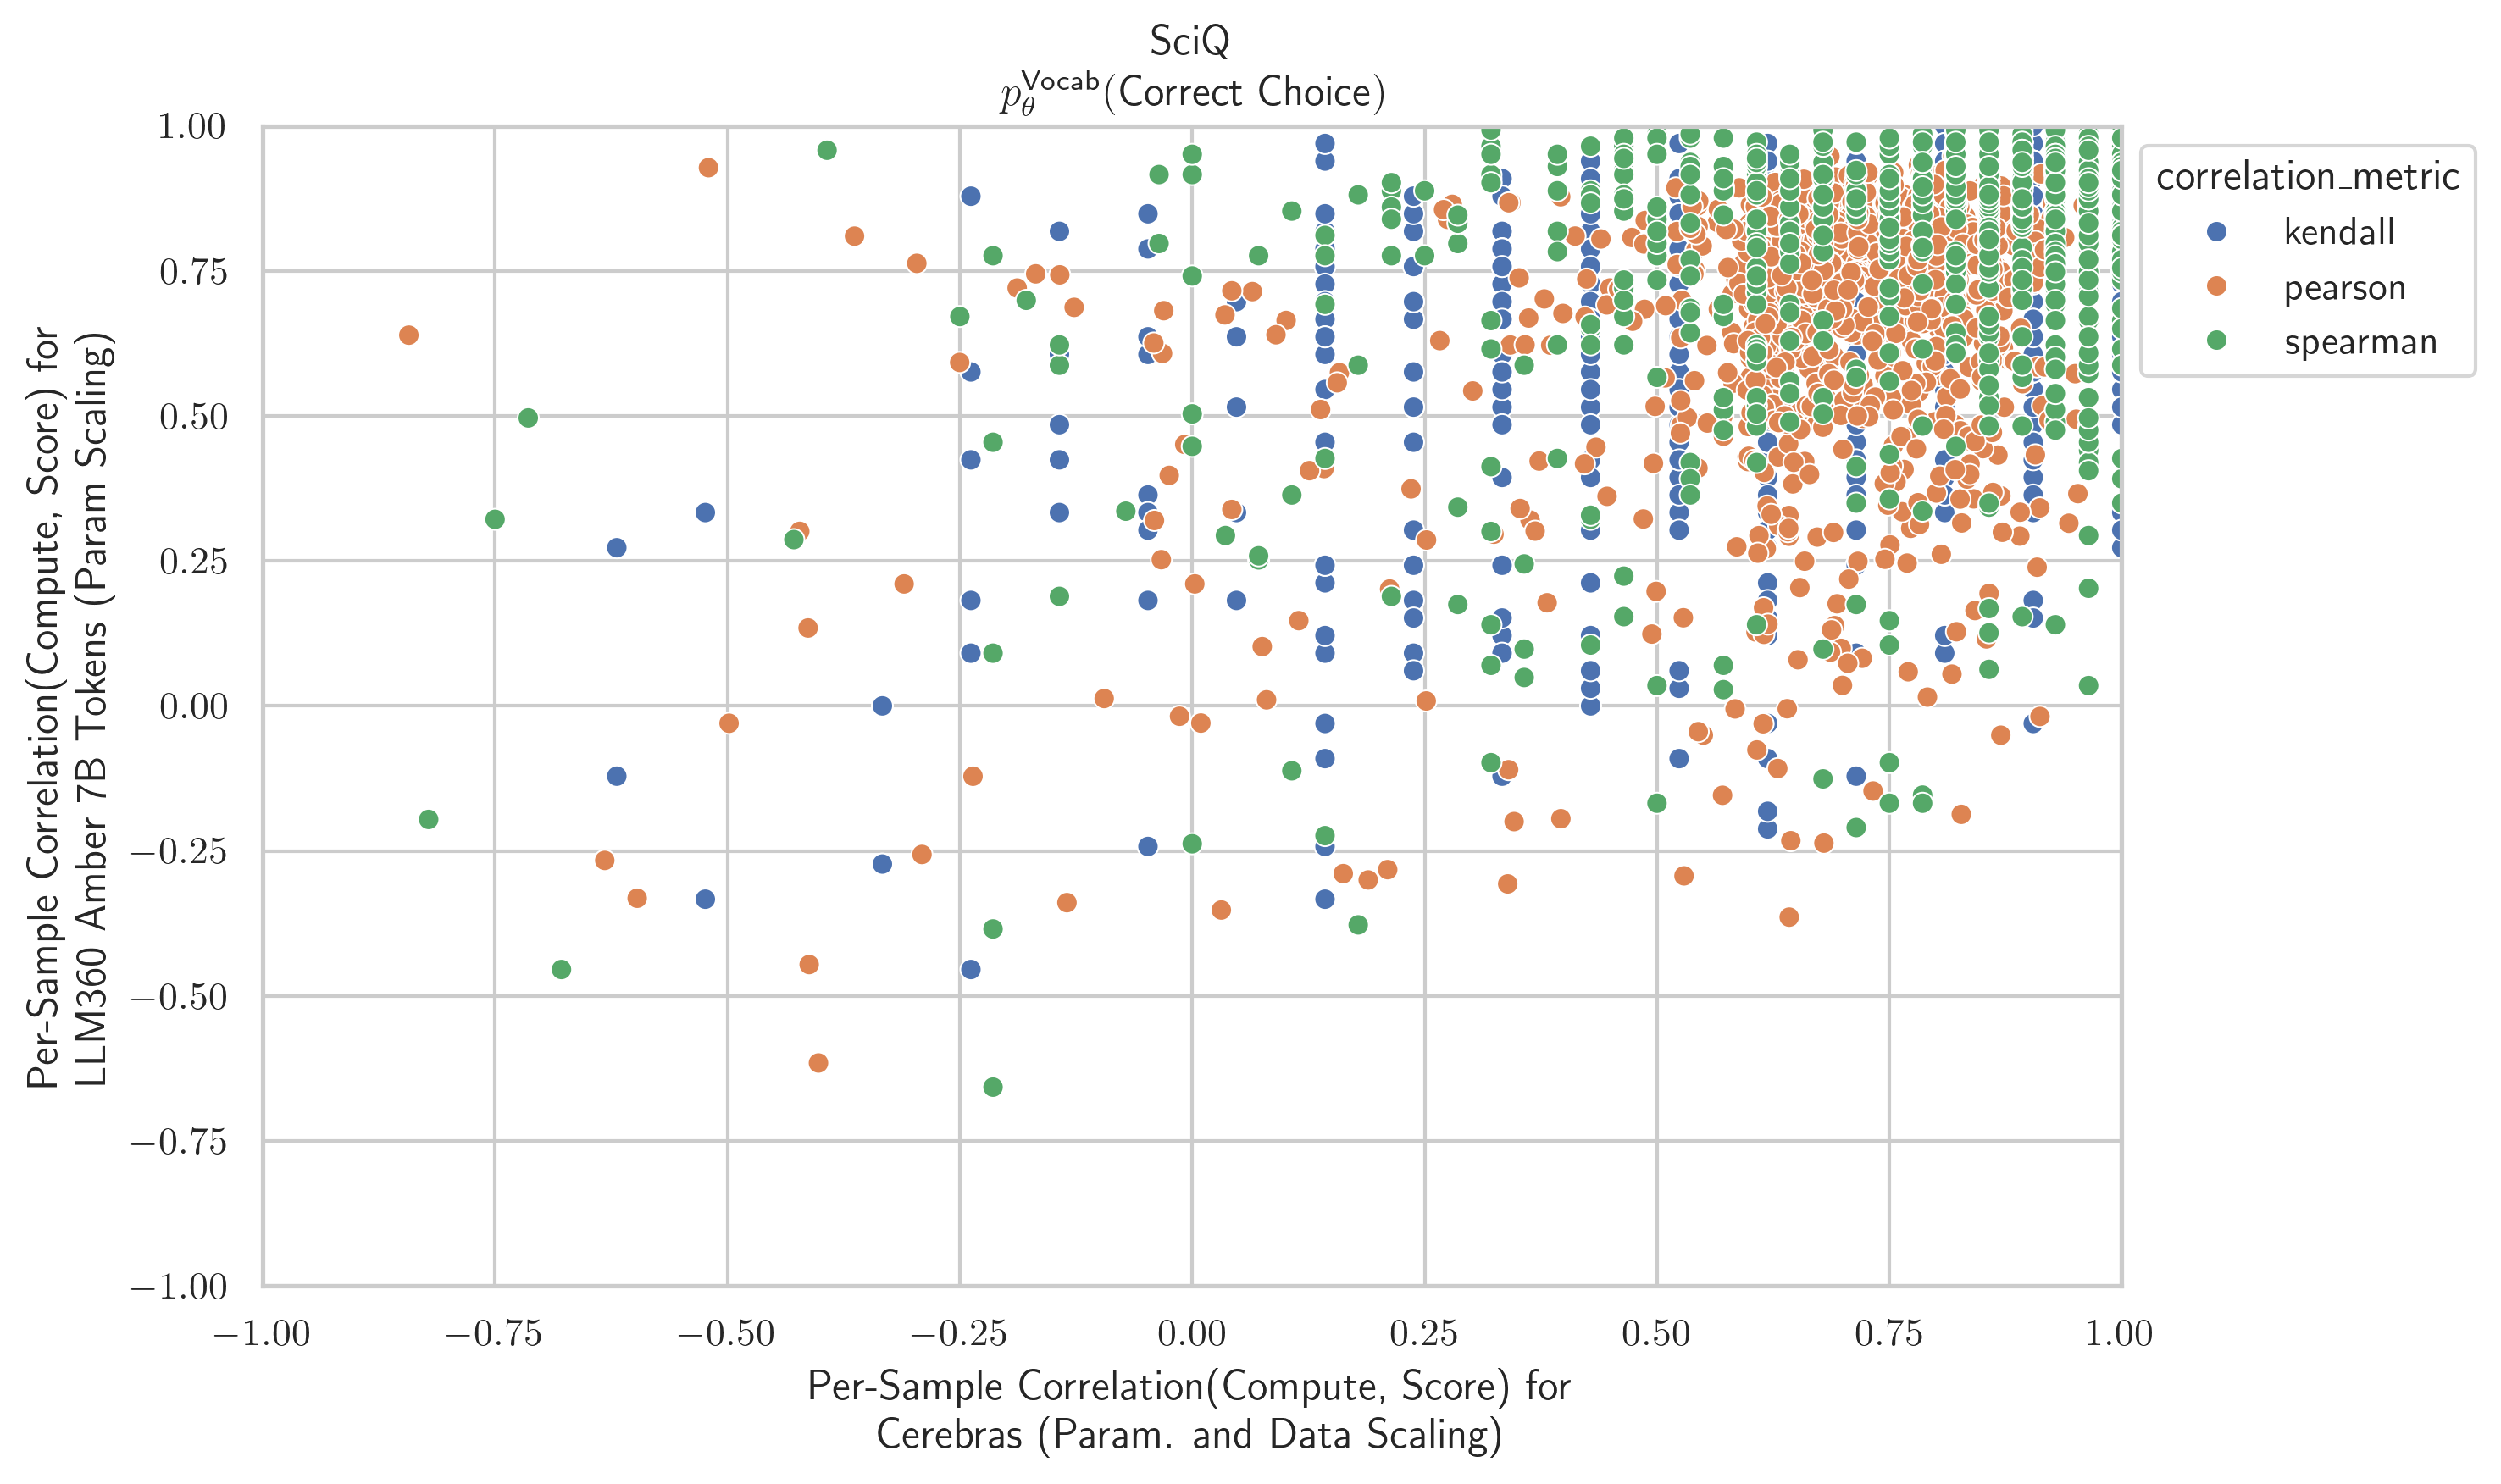 SciQ
p_θ^Vocab(Correct Choice)
Per-Sample Correlation(Compute, Score) for
LLM360 Amber 7B Tokens (Param Scaling)
1.00
0.75
0.50
0.25
0.00
−0.25
−0.50
−0.75
−1.00
−1.00 −0.75 −0.50 −0.25 0.00 0.25 0.50 0.75 1.00
Per-Sample Correlation(Compute, Score) for
Cerebras (Param. and Data Scaling)
correlation_metric
kendall
pearson
spearman